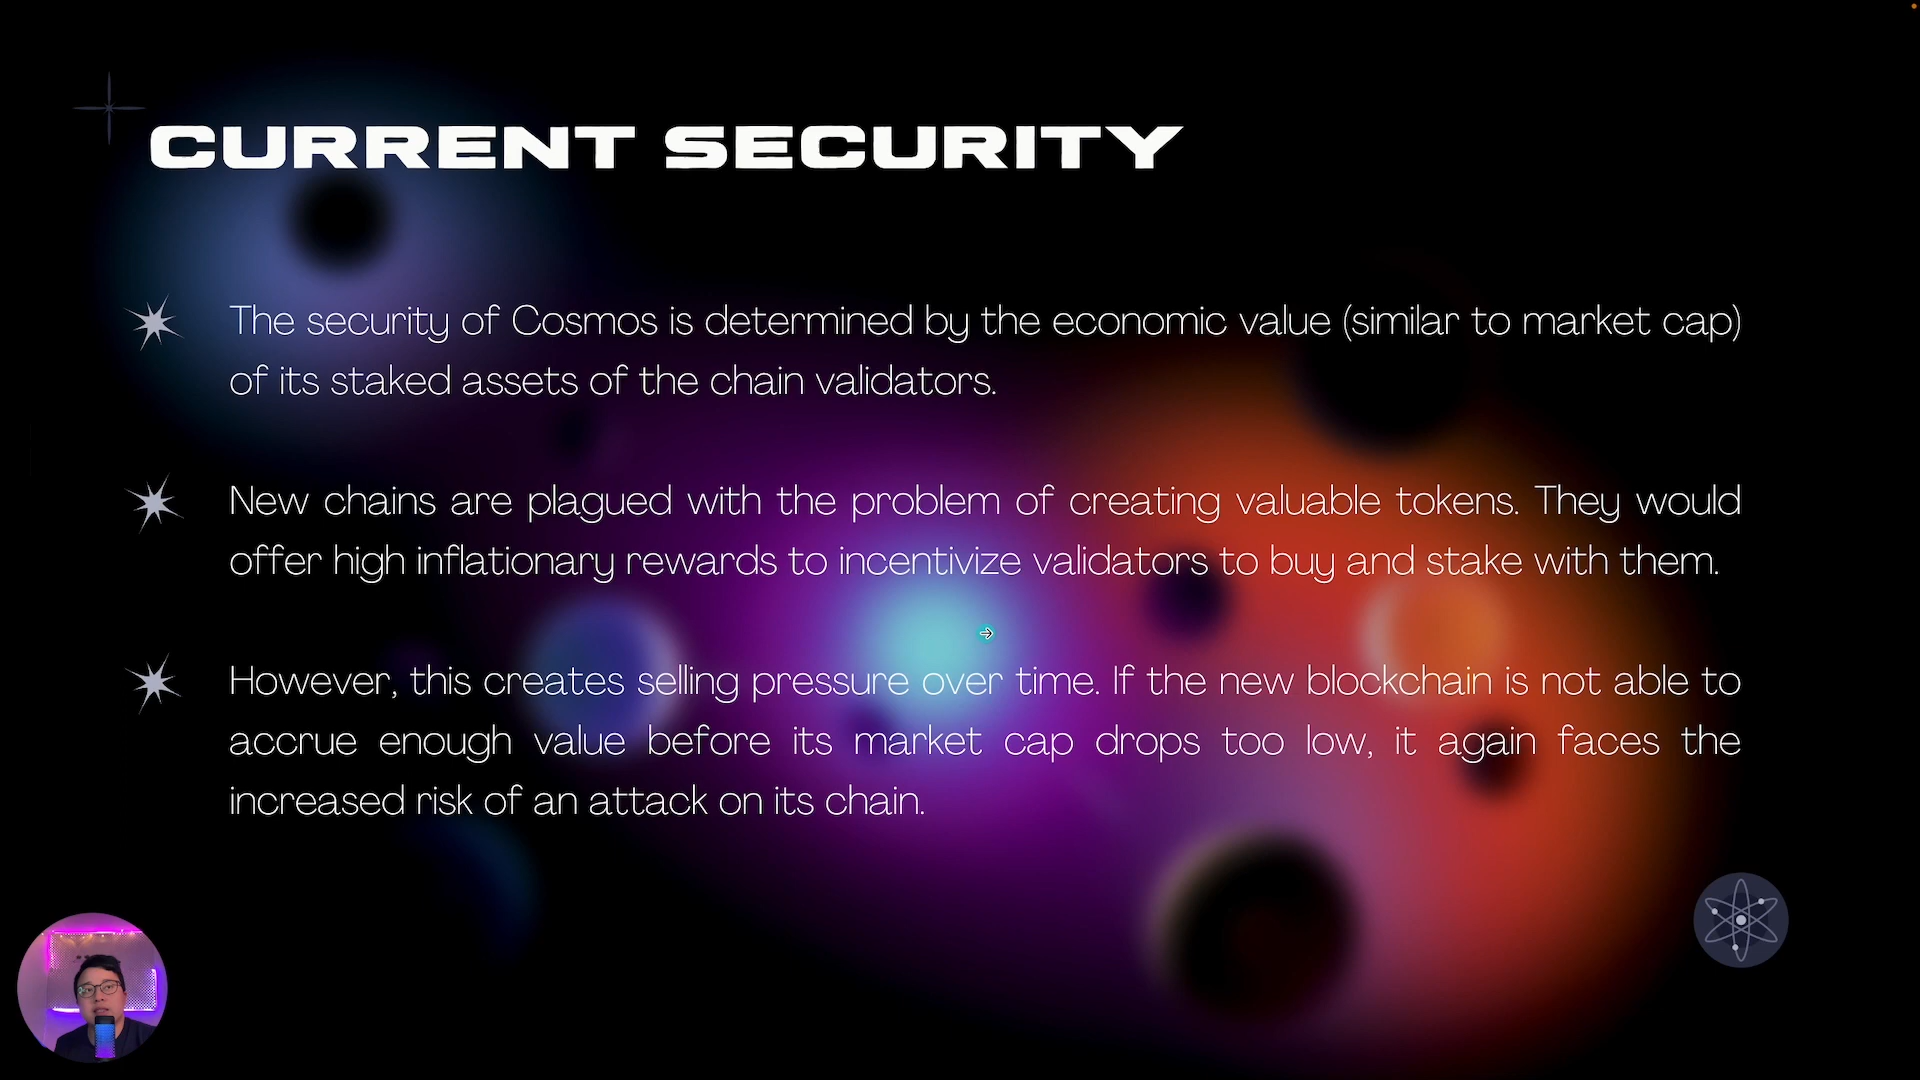 CURRENT SECURITY
The security of Cosmos is determined by the economic value (similar to market cap)
of its staked assets of the chain validators.
New chains are plagued with the problem of creating valuable tokens. They would
offer high inflationary rewards to incentivize validators to buy and stake with them.
However, this creates selling pressure over time. If the new blockchain is not able to
accrue enough value before its market cap drops too low, it again faces the
increased risk of an attack on its chain.